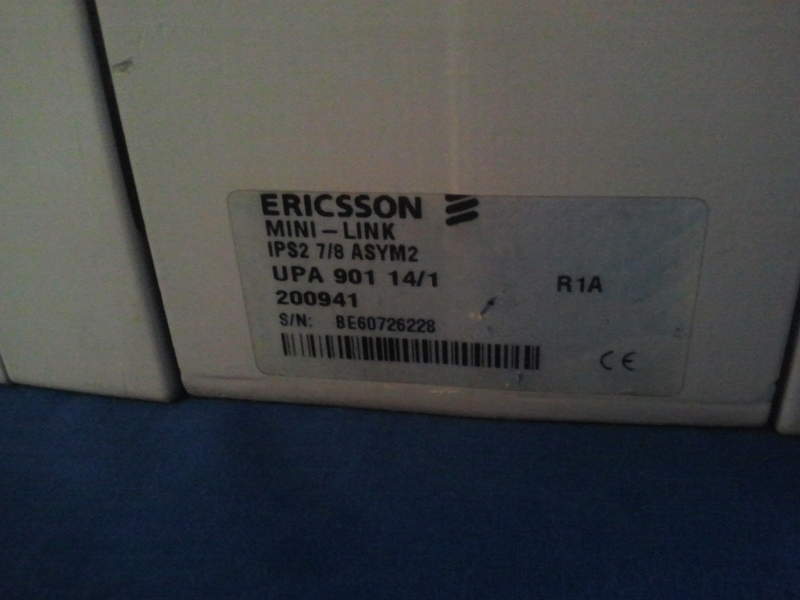 ERICSSON
MINI-LINK
IPS2 7/8 ASYM2
UPA 901 14/1
R1A
200941
S/N: BE60726228
CE